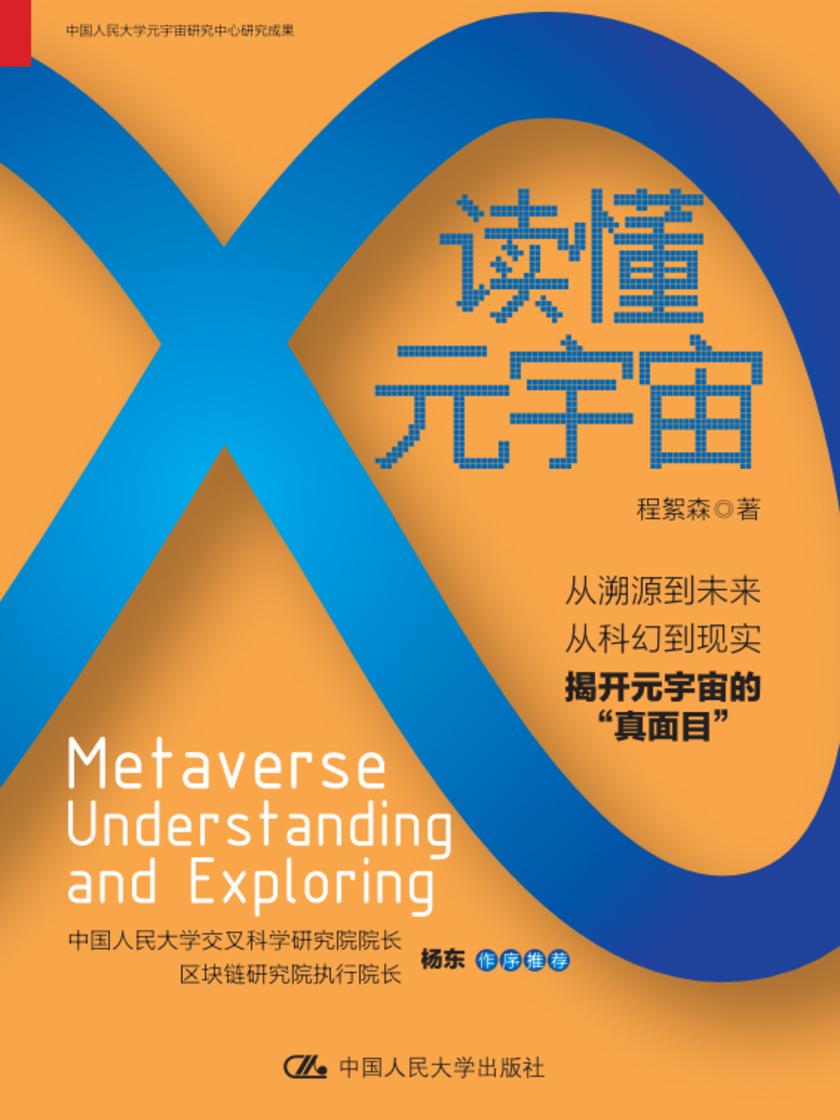 中国人民大学元宇宙研究中心研究成果
读懂
元宇宙
程絮森◎著
从溯源到未来
从科幻到现实
揭开元宇宙的
“真面目”
Metaverse
Understanding
and Exploring
中国人民大学交叉科学研究院院长
区块链研究院执行院长
杨东 作序推荐
中国人民大学出版社